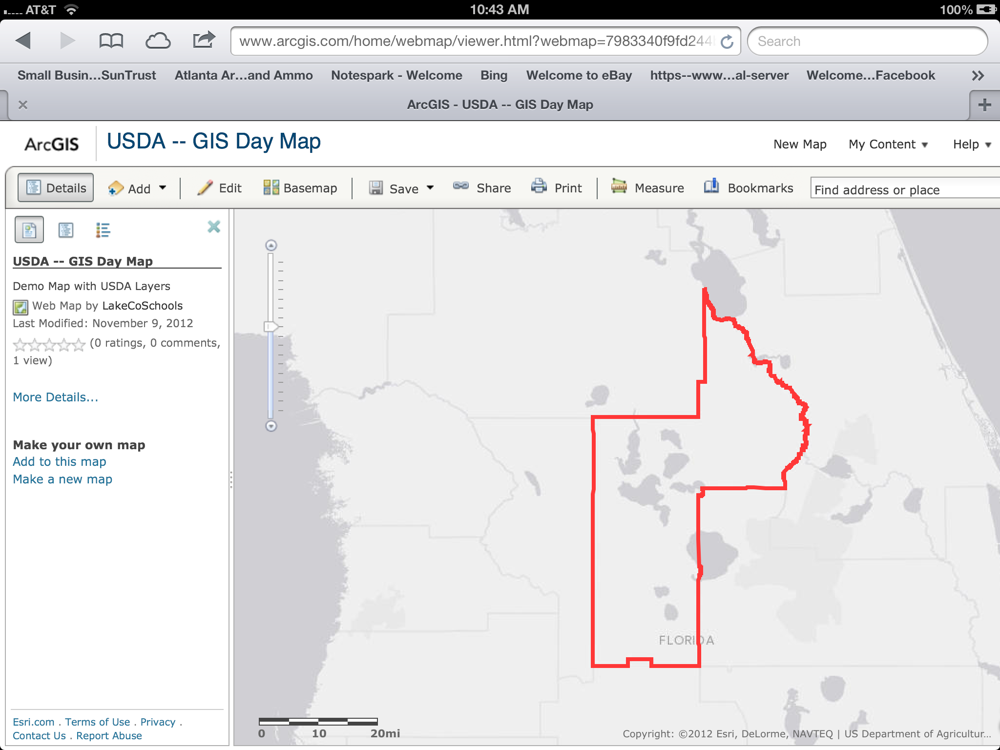 AT&T 10:43 AM 100%
www.arcgis.com/home/webmap/viewer.html?webmap=7983340f9fd244 Search
Small Busin...SunTrust Atlanta Ar...and Ammo Notespark - Welcome Bing Welcome to eBay https--www...al-server Welcome...Facebook
ArcGIS - USDA -- GIS Day Map
ArcGIS USDA -- GIS Day Map New Map My Content Help
Details Add Edit Basemap Save Share Print Measure Bookmarks Find address or place
USDA -- GIS Day Map
Demo Map with USDA Layers
Web Map by LakeCoSchools
Last Modified: November 9, 2012
(0 ratings, 0 comments,
1 view)
More Details...
Make your own map
Add to this map
Make a new map
FLORIDA
Esri.com . Terms of Use . Privacy .
Contact Us . Report Abuse
0 10 20mi
Copyright: ©2012 Esri, DeLorme, NAVTEQ | US Department of Agricultur...